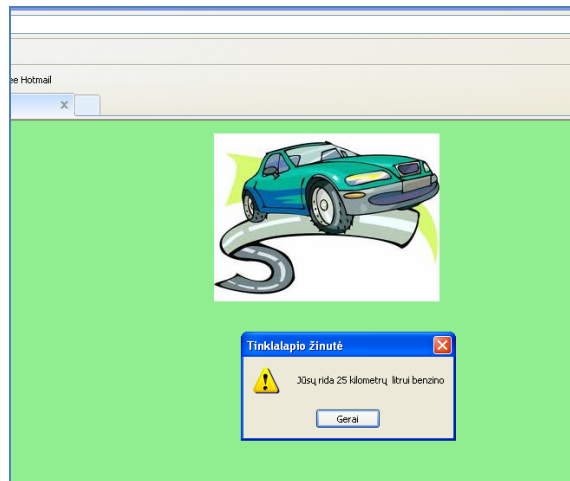 ee Hotmail
x
Tinklalapio žinutė
Jūsų rida 25 kilometrų litrui benzino
Gerai